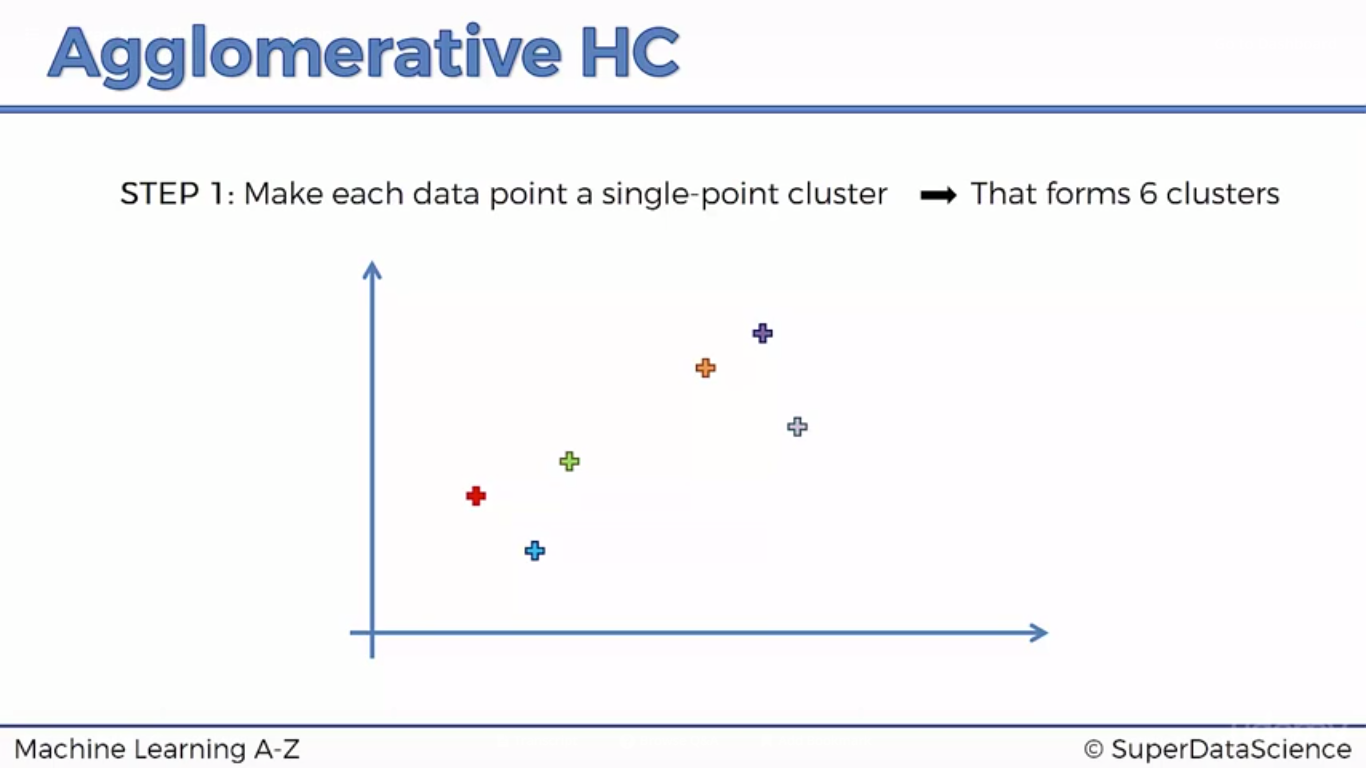 Agglomerative HC
STEP 1: Make each data point a single-point cluster ➡ That forms 6 clusters
Machine Learning A-Z
© SuperDataScience